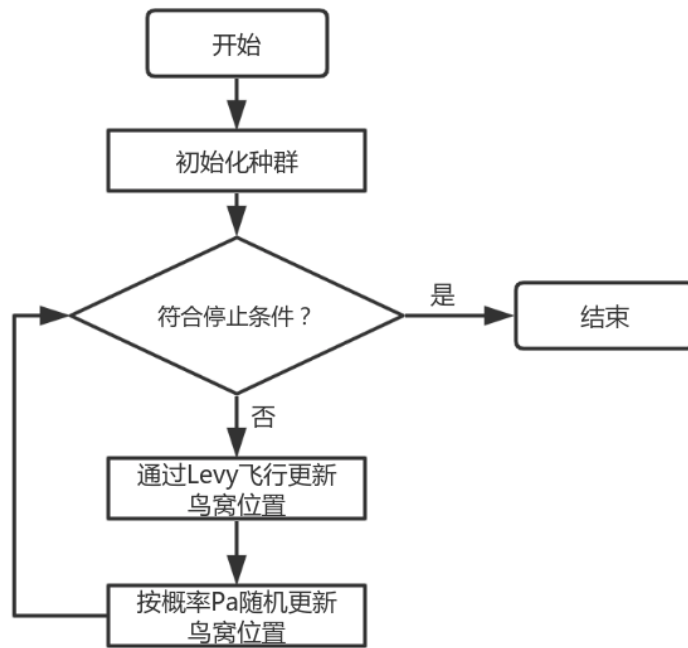 开始
初始化种群
符合停止条件？
是
结束
否
通过Levy飞行更新
鸟窝位置
按概率Pa随机更新
鸟窝位置